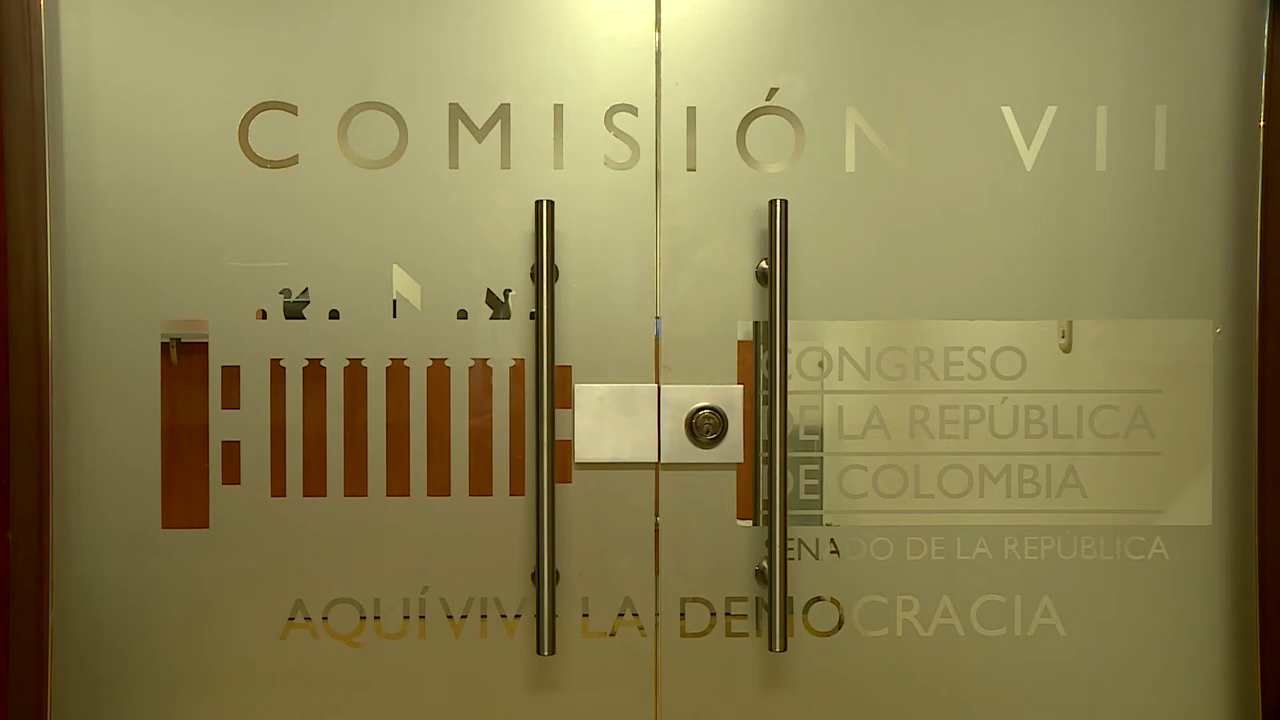 COMISIÓN VII
CONGRESO
DE LA REPÚBLICA
DE COLOMBIA
SENADO DE LA REPÚBLICA
AQUÍ VIVE LA DEMOCRACIA